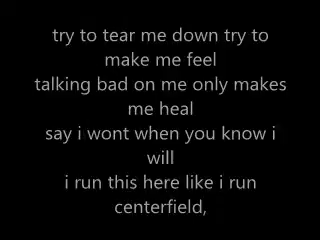 try to tear me down try to
make me feel
talking bad on me only makes
me heal
say i wont when you know i
will
i run this here like i run
centerfield,